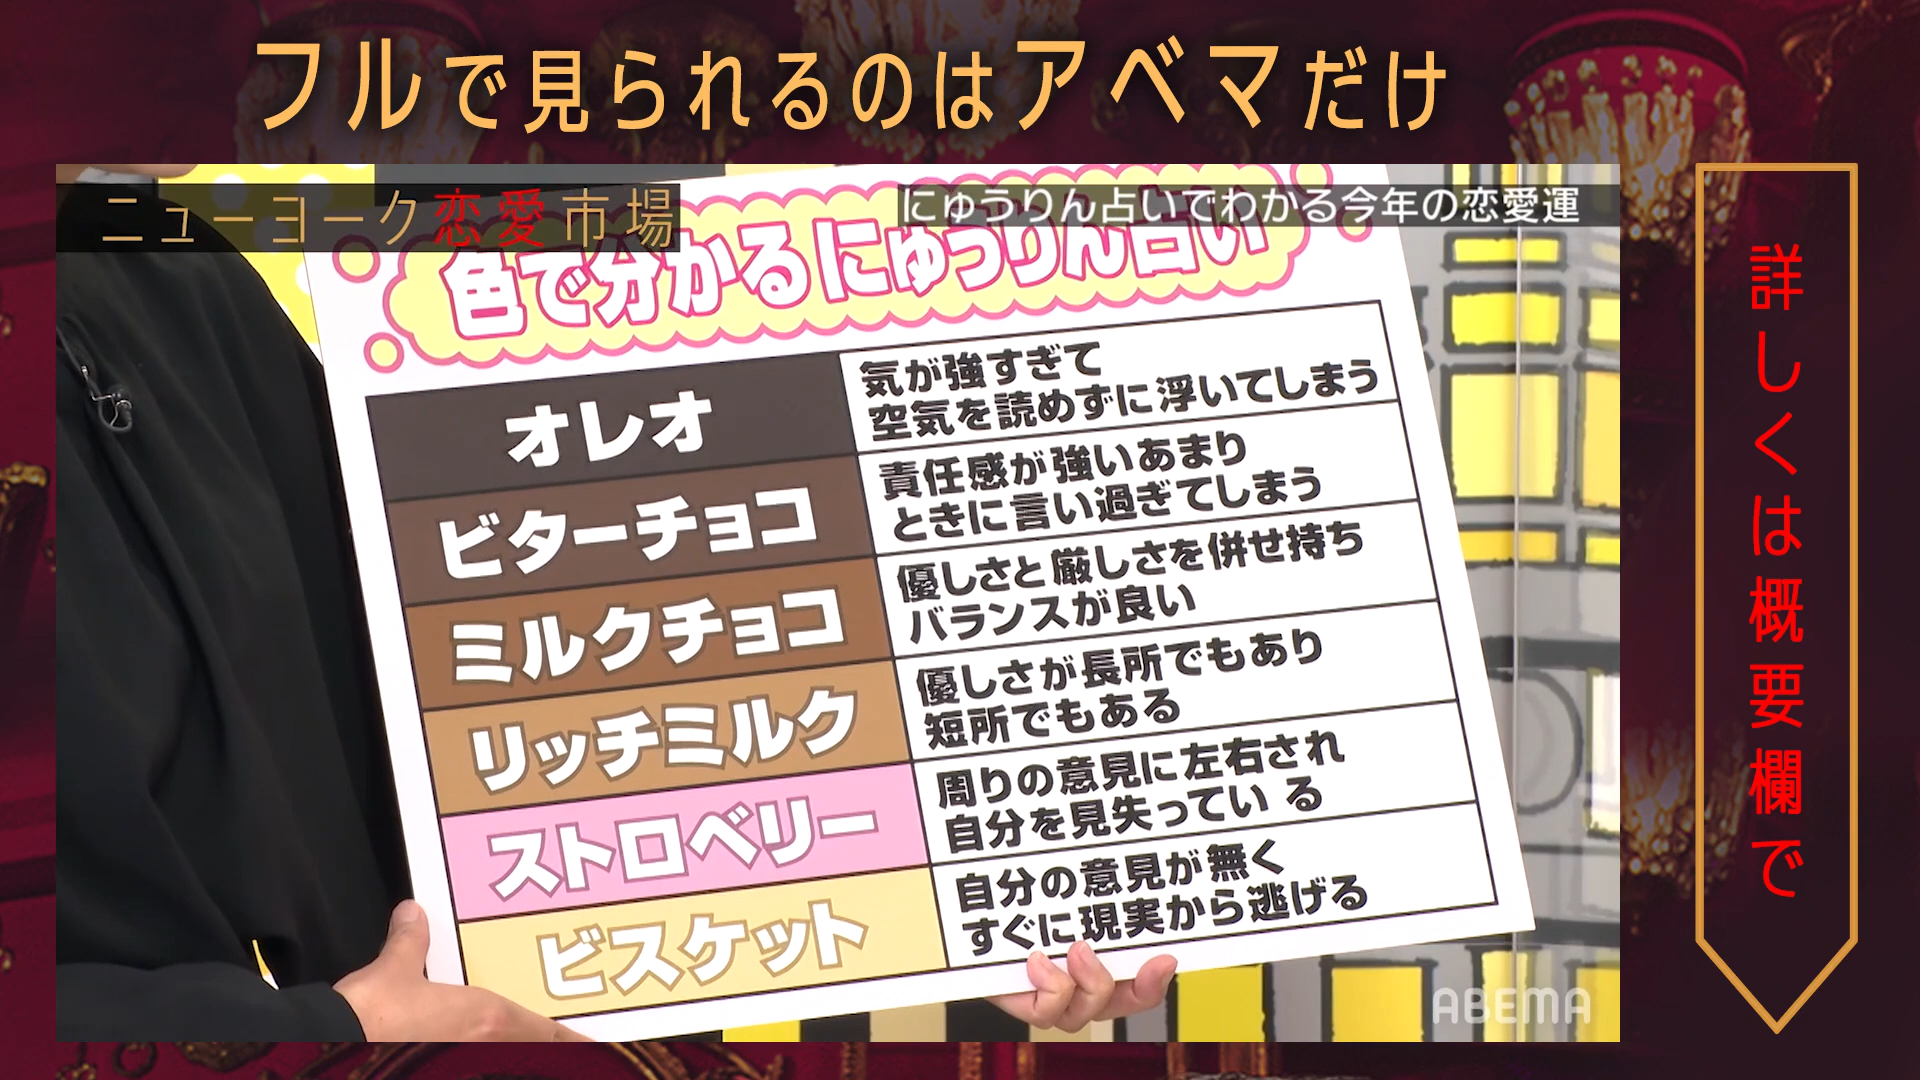 フルで見られるのはアベマだけ
ニューヨーク恋愛市場
にゅうりん占いでわかる今年の恋愛運
色で分かるにゅうりん占い
オレオ
気が強すぎて
空気を読めずに浮いてしまう
ビターチョコ
責任感が強いあまり
ときに言い過ぎてしまう
ミルクチョコ
優しさと厳しさを併せ持ち
バランスが良い
リッチミルク
優しさが長所でもあり
短所でもある
ストロベリー
周りの意見に左右され
自分を見失っている
ビスケット
自分の意見が無く
すぐに現実から逃げる
詳しくは概要欄で
ABEMA